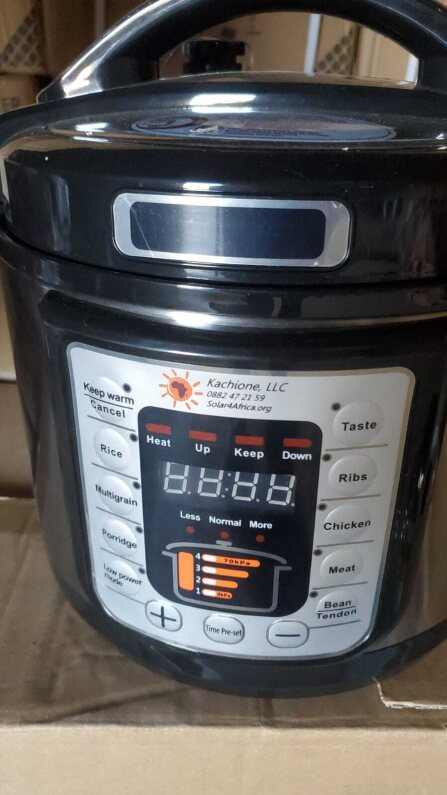 Kachione, LLC
0882 47 21 59
Solar4Africa.org
Keep warm
Cancel
Rice
Multigrain
Porridge
Low power
mode
Heat
Up
Keep
Down
Less
Normal
More
4
70kPa
3
2
1
Taste
Ribs
Chicken
Meat
Bean
Tendon
+
Time Pre-set
−